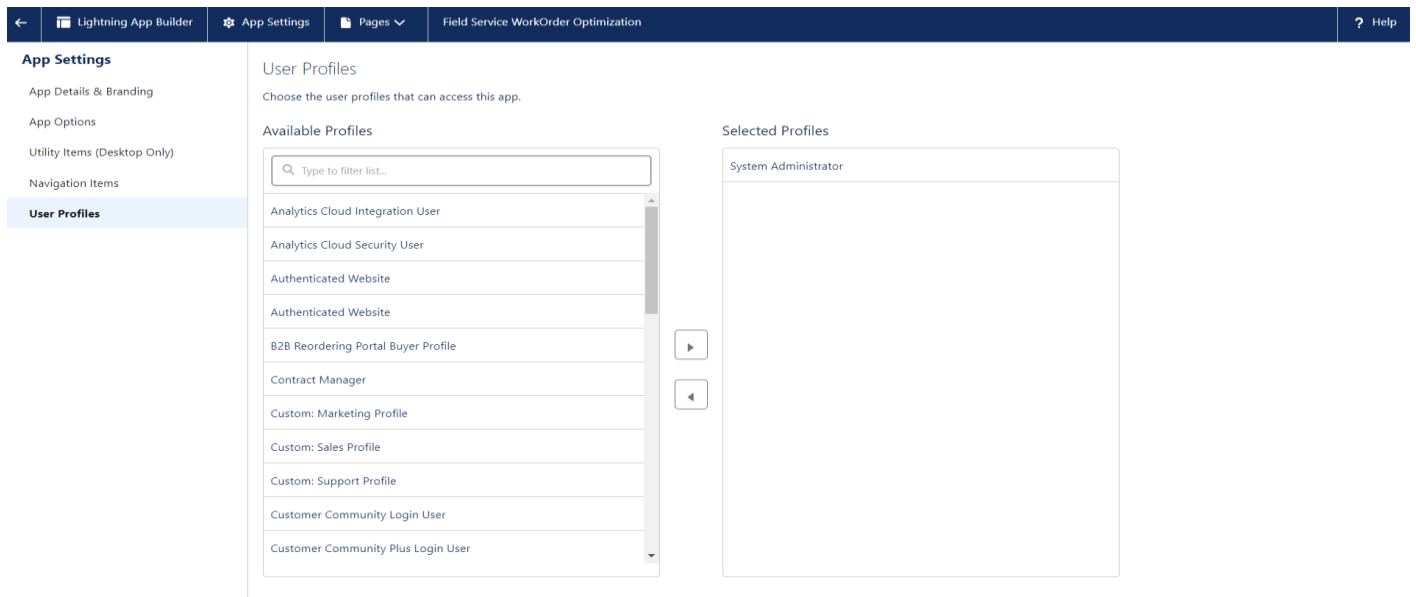 Lightning App Builder
App Settings
Pages
Field Service WorkOrder Optimization
? Help
App Settings
App Details & Branding
App Options
Utility Items (Desktop Only)
Navigation Items
User Profiles
User Profiles
Choose the user profiles that can access this app.
Available Profiles
Type to filter list...
Analytics Cloud Integration User
Analytics Cloud Security User
Authenticated Website
Authenticated Website
B2B Reordering Portal Buyer Profile
Contract Manager
Custom: Marketing Profile
Custom: Sales Profile
Custom: Support Profile
Customer Community Login User
Customer Community Plus Login User
Selected Profiles
System Administrator